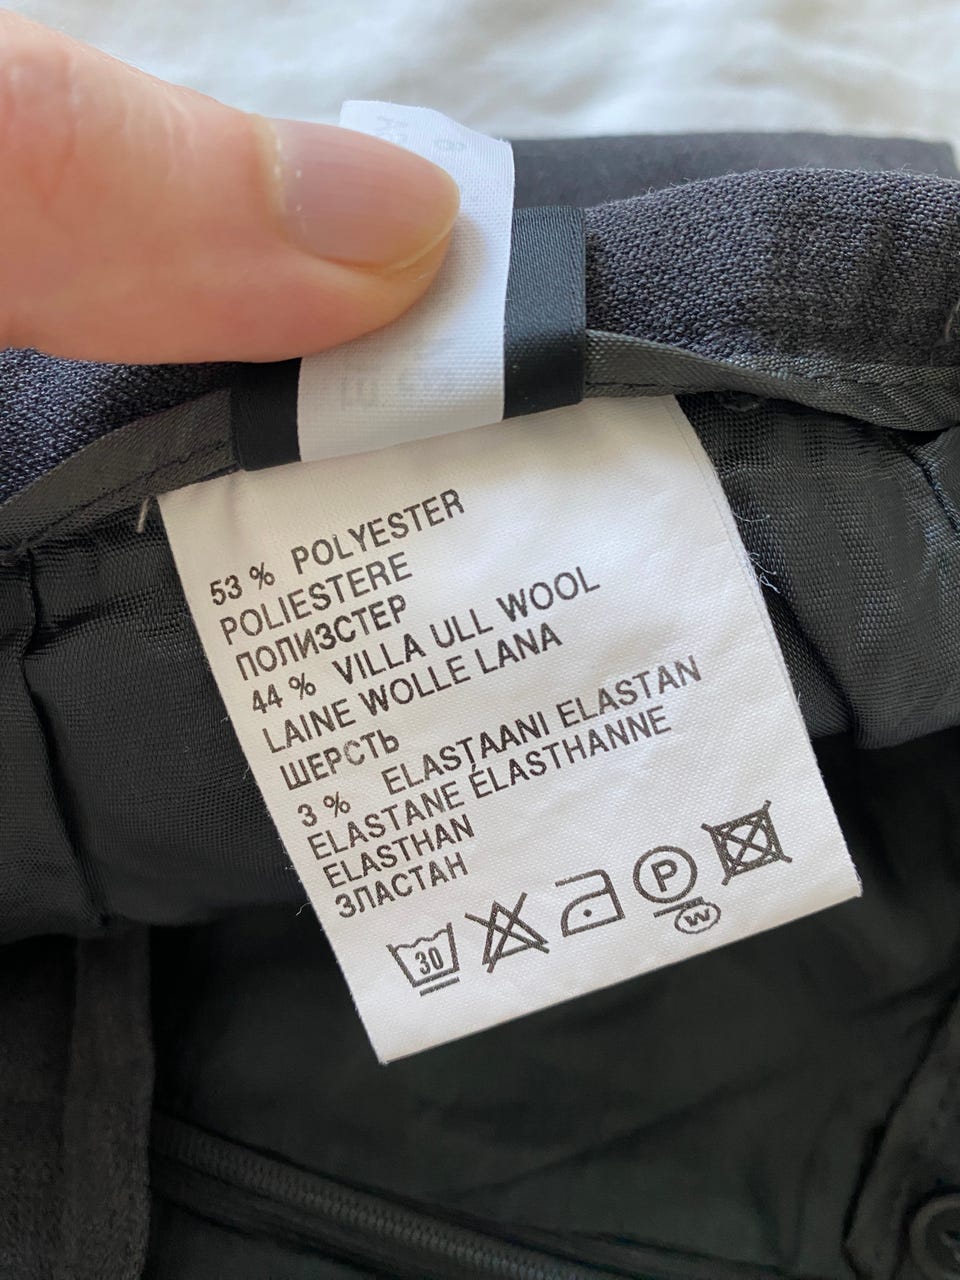 53 % POLYESTER
POLIESTERE
ПОЛИЗСТЕР
44 % VILLA ULL WOOL
LAINE WOLLE LANA
ШЕРСТЬ
3 % ELASTAANI ELASTAN
ELASTANE ÉLASTHANNE
ELASTHAN
ЗЛАСТАН
30
P
W